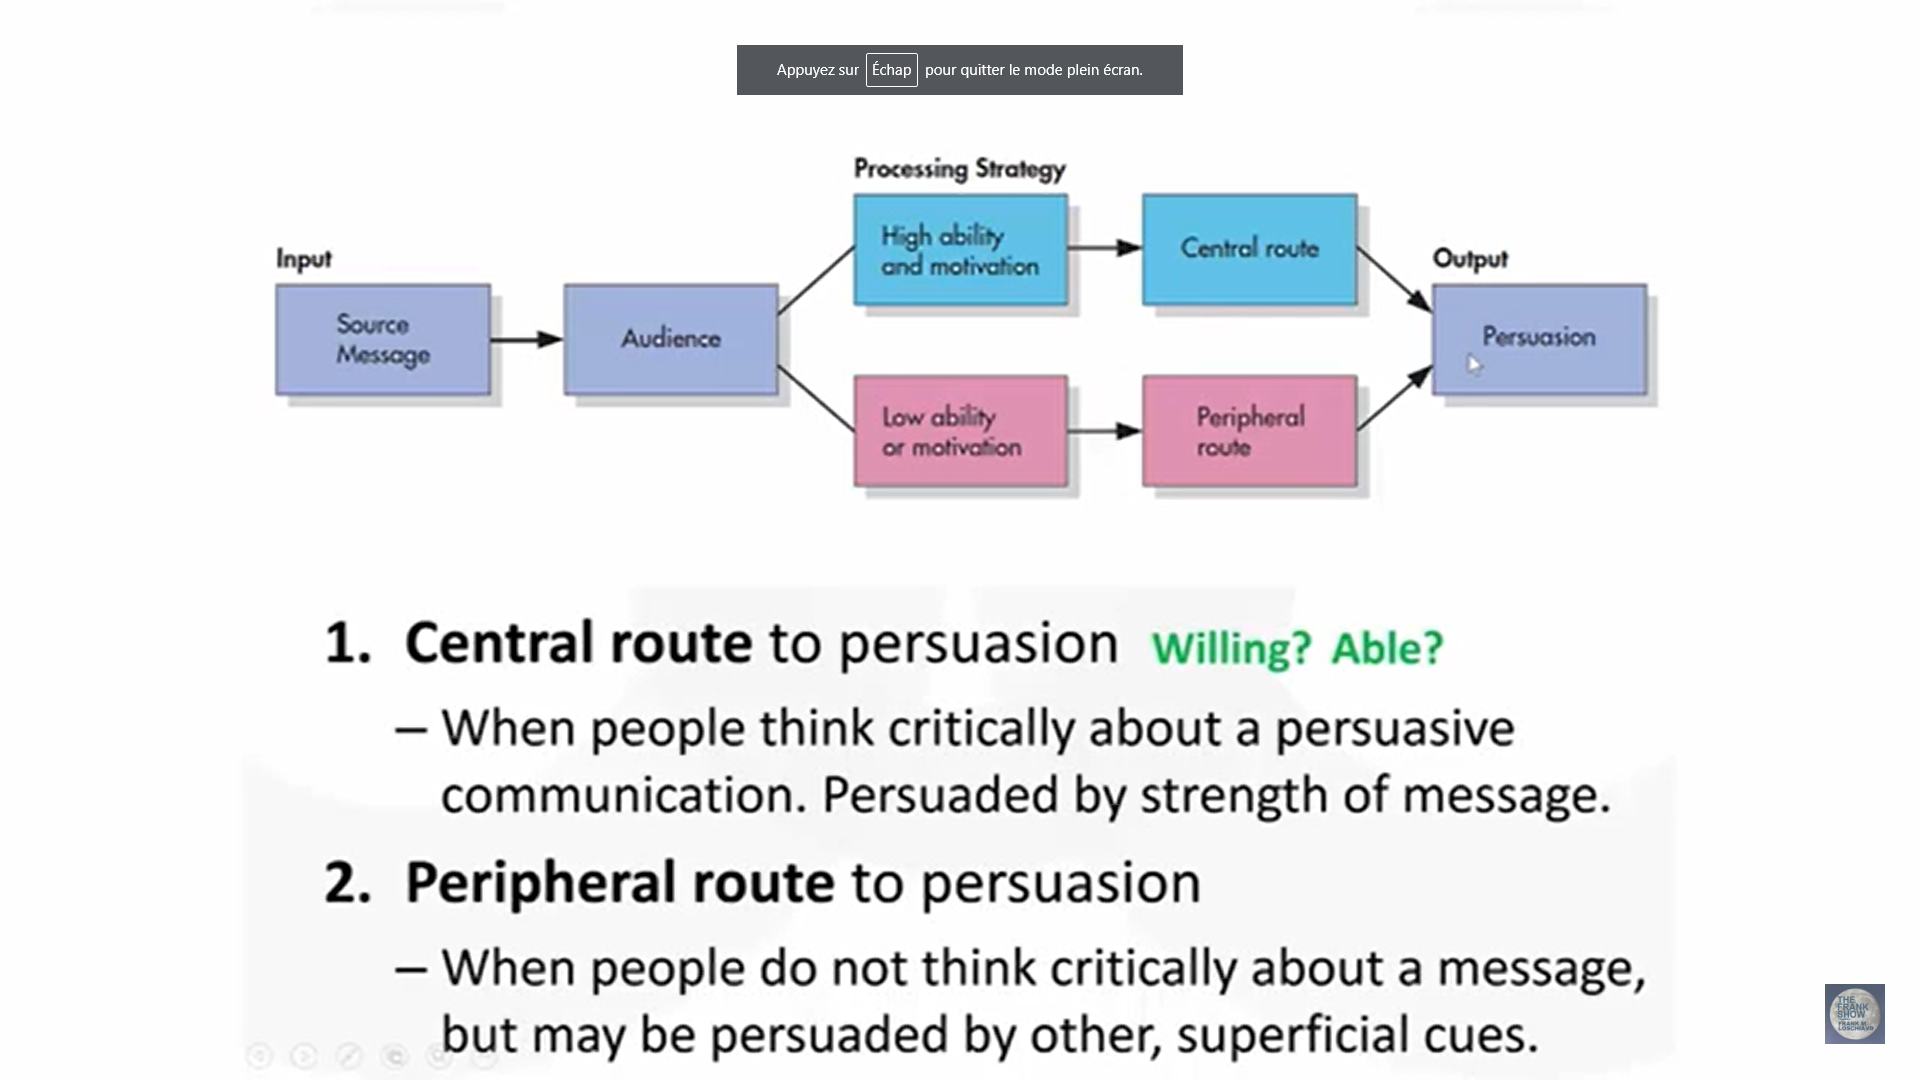 Appuyez sur Échap pour quitter le mode plein écran.
Processing Strategy
High ability
and motivation
Central route
Input
Output
Source
Message
Audience
Persuasion
Low ability
or motivation
Peripheral
route
1. Central route to persuasion Willing? Able?
– When people think critically about a persuasive
communication. Persuaded by strength of message.
2. Peripheral route to persuasion
– When people do not think critically about a message,
but may be persuaded by other, superficial cues.
THE
FRANK
SHOW
FRANK M.
LOSCHIAVO